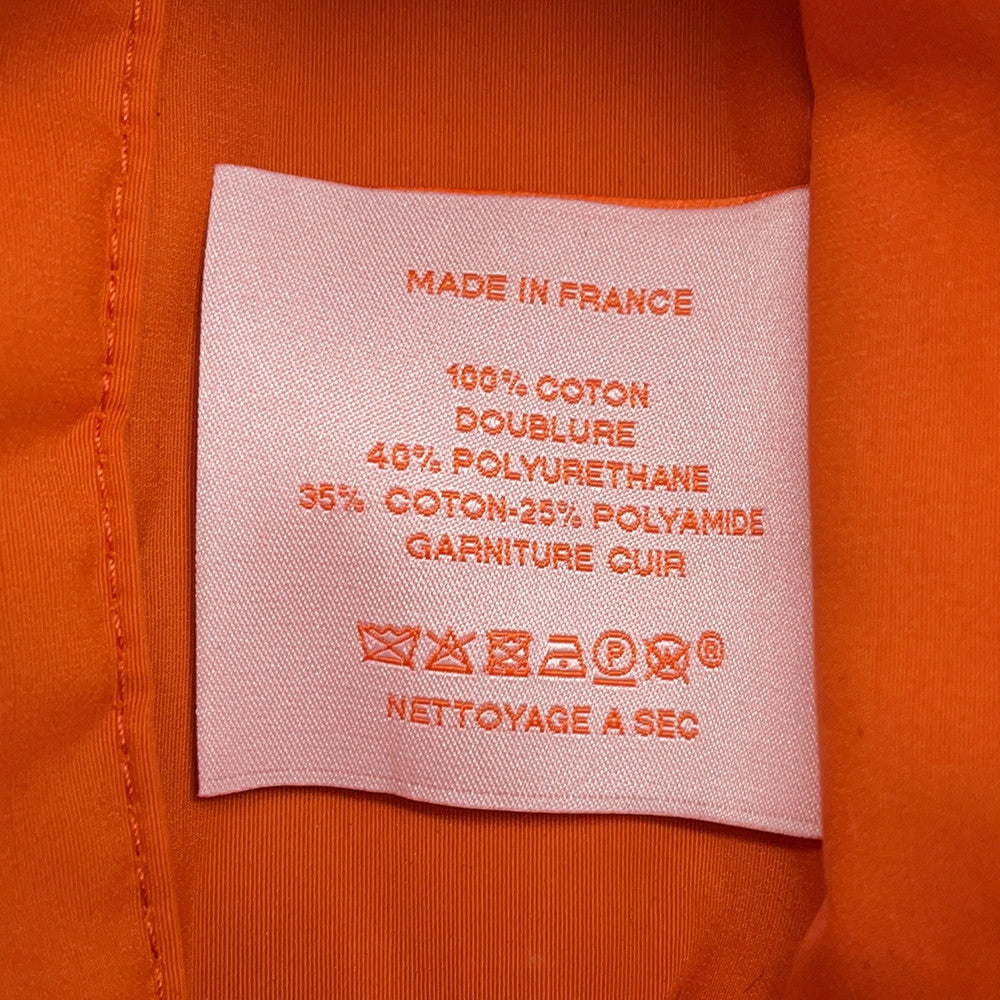 MADE IN FRANCE
100% COTON
DOUBLURE
40% POLYURETHANE
35% COTON-25% POLYAMIDE
GARNITURE CUIR
P ®
NETTOYAGE A SEC